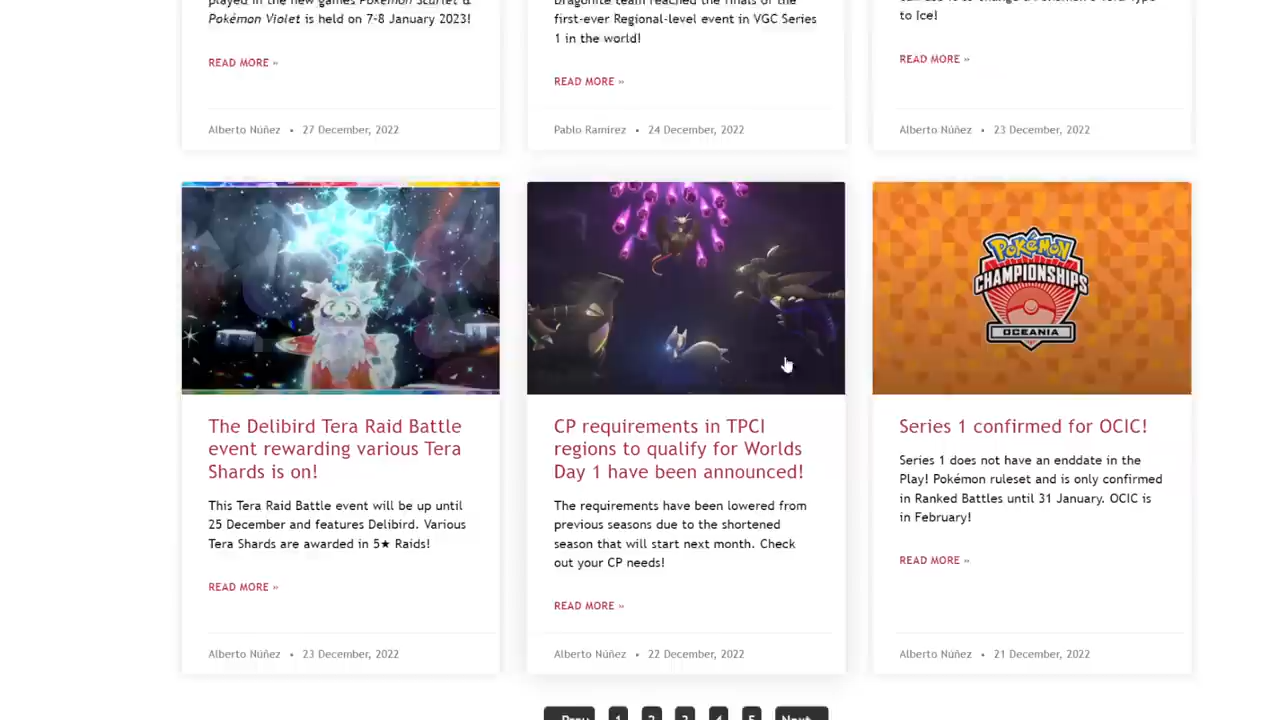 played in the new games Pokémon Scarlet &
Pokémon Violet is held on 7-8 January 2023!
READ MORE »
Alberto Núñez • 27 December, 2022
Dragonite team reached the finals of the
first-ever Regional-level event in VGC Series
1 in the world!
READ MORE »
Pablo Ramirez • 24 December, 2022
to Ice!
READ MORE »
Alberto Núñez • 23 December, 2022
The Delibird Tera Raid Battle
event rewarding various Tera
Shards is on!
This Tera Raid Battle event will be up until
25 December and features Delibird. Various
Tera Shards are awarded in 5★ Raids!
READ MORE »
Alberto Núñez • 23 December, 2022
CP requirements in TPCI
regions to qualify for Worlds
Day 1 have been announced!
The requirements have been lowered from
previous seasons due to the shortened
season that will start next month. Check
out your CP needs!
READ MORE »
Alberto Núñez • 22 December, 2022
Pokémon
CHAMPIONSHIPS
OCEANIA
Series 1 confirmed for OCIC!
Series 1 does not have an enddate in the
Play! Pokémon ruleset and is only confirmed
in Ranked Battles until 31 January. OCIC is
in February!
READ MORE »
Alberto Núñez • 21 December, 2022
Prev 1 2 3 4 5 Next